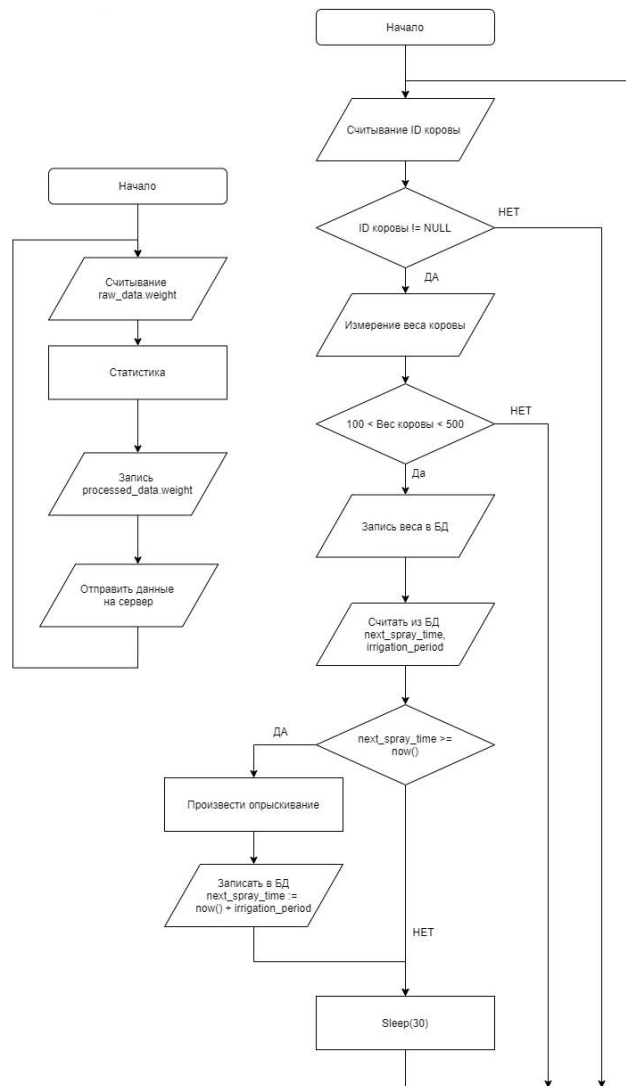 Начало
Считывание
raw_data.weight
Статистика
Запись
processed_data.weight
Отправить данные
на сервер
Начало
Считывание ID коровы
ID коровы != NULL
НЕТ
ДА
Измерение веса коровы
100 < Вес коровы < 500
НЕТ
Да
Запись веса в БД
Считать из БД
next_spray_time,
irrigation_period
next_spray_time >=
now()
ДА
Произвести опрыскивание
Записать в БД
next_spray_time :=
now() + irrigation_period
НЕТ
Sleep(30)